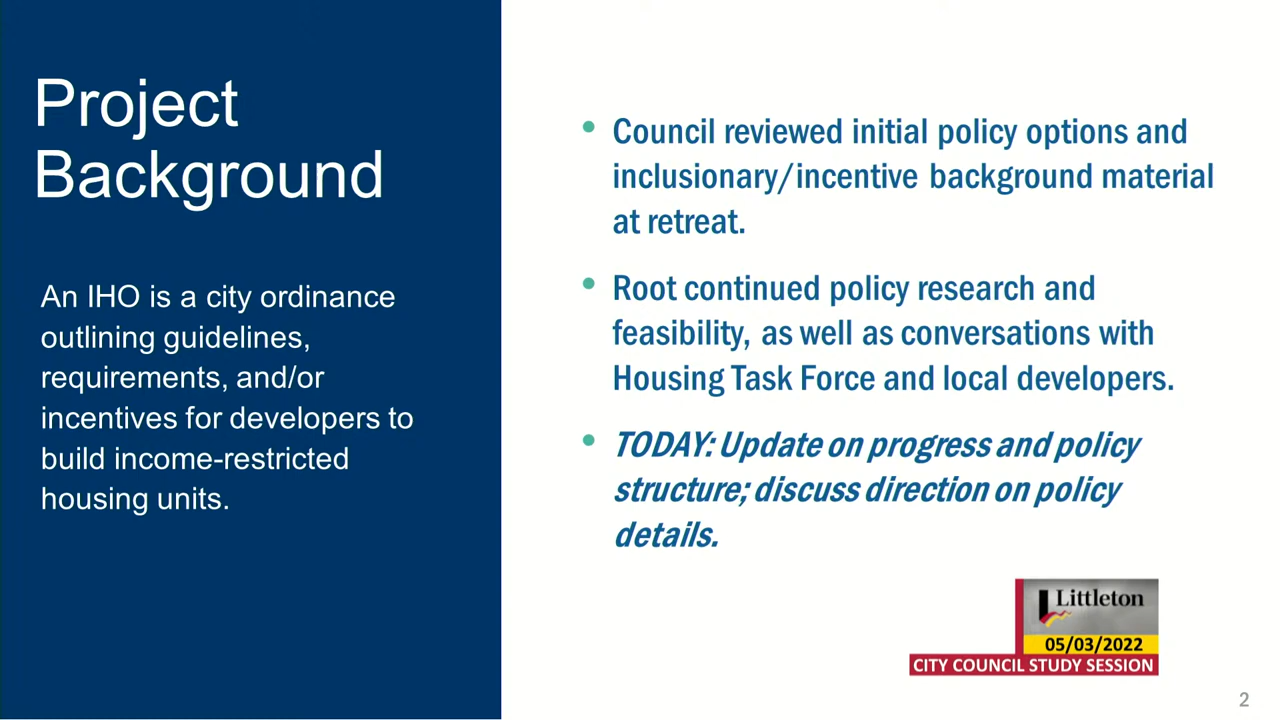 Project
Background
An IHO is a city ordinance
outlining guidelines,
requirements, and/or
incentives for developers to
build income-restricted
housing units.
• Council reviewed initial policy options and
inclusionary/incentive background material
at retreat.
• Root continued policy research and
feasibility, as well as conversations with
Housing Task Force and local developers.
• TODAY: Update on progress and policy
structure; discuss direction on policy
details.
Littleton
05/03/2022
CITY COUNCIL STUDY SESSION
2